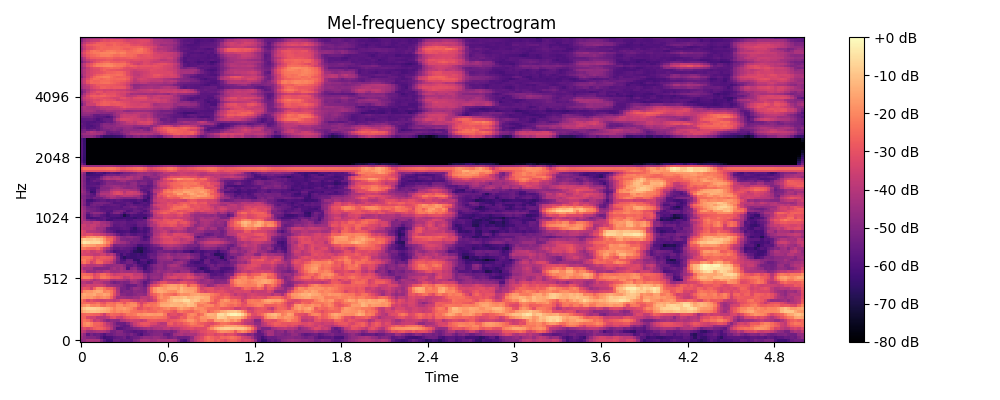 Mel-frequency spectrogram
+0 dB
-10 dB
-20 dB
-30 dB
-40 dB
-50 dB
-60 dB
-70 dB
-80 dB
4096
2048
1024
512
0
Hz
0 0.6 1.2 1.8 2.4 3 3.6 4.2 4.8
Time